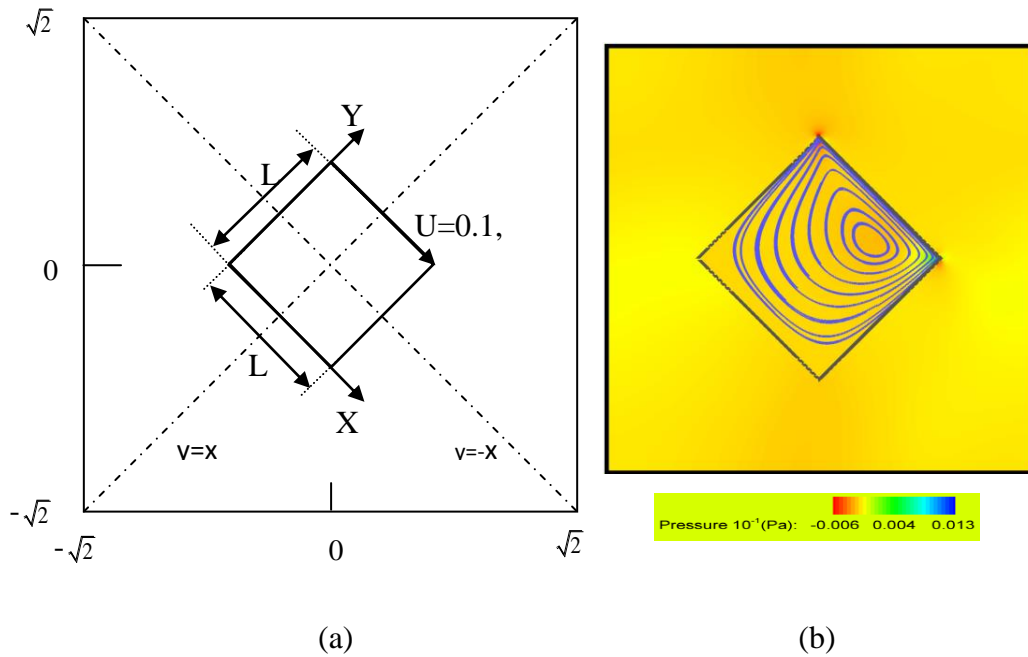 √2
Y
L
U=0.1,
0
L
X
v=x
v=-x
-√2
-√2
0
√2
(a)
Pressure 10⁻¹(Pa): -0.006 0.004 0.013
(b)